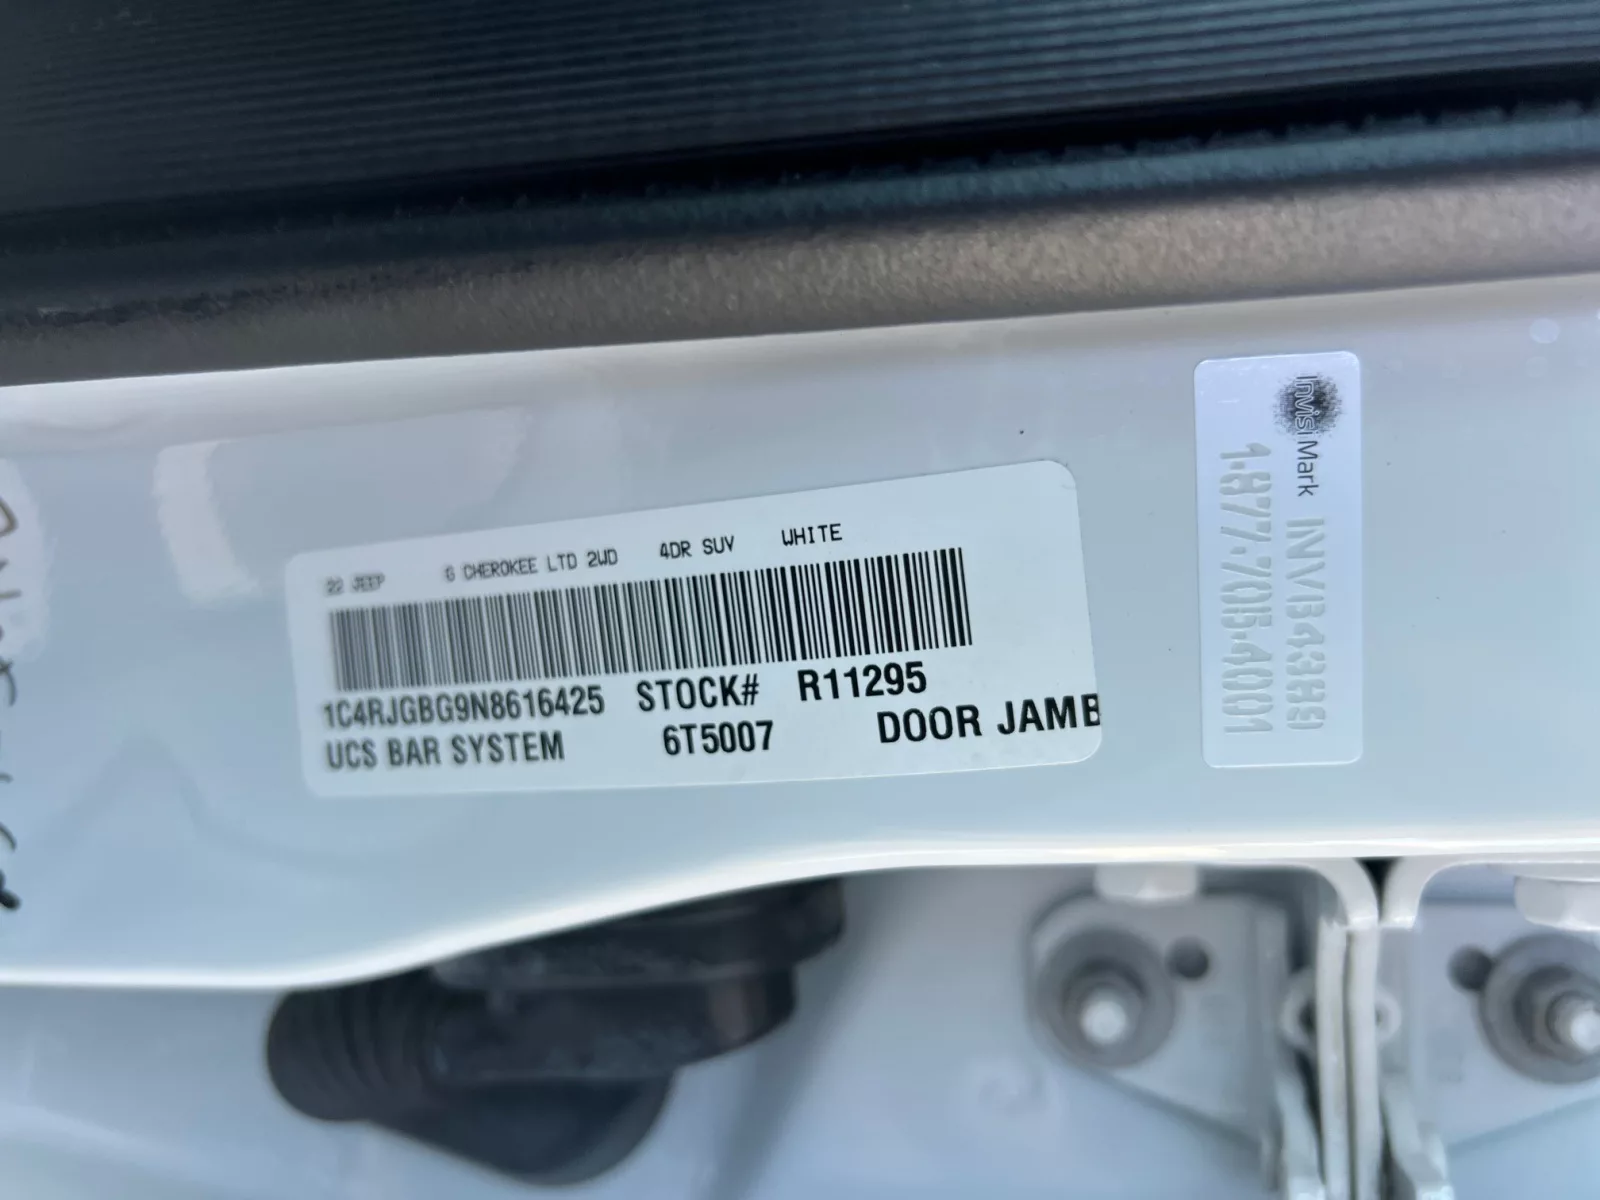 22 JEEP G CHEROKEE LTD 2WD 4DR SUV WHITE
1C4RJGBG9N8616425 STOCK# R11295
UCS BAR SYSTEM 6T5007 DOOR JAMB
InvisiMark
1.877.705.4001